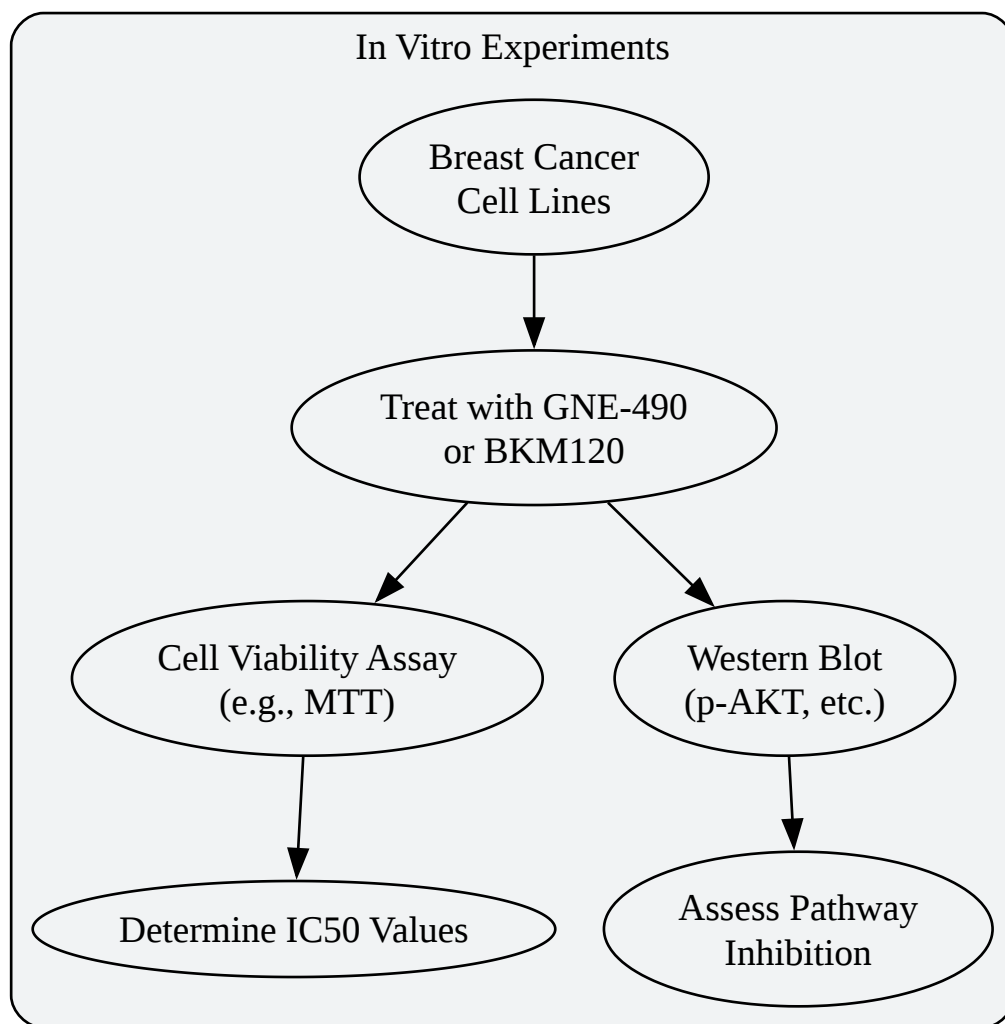 In Vitro Experiments
Breast Cancer
Cell Lines
Treat with GNE-490
or BKM120
Cell Viability Assay
(e.g., MTT)
Western Blot
(p-AKT, etc.)
Determine IC50 Values
Assess Pathway
Inhibition